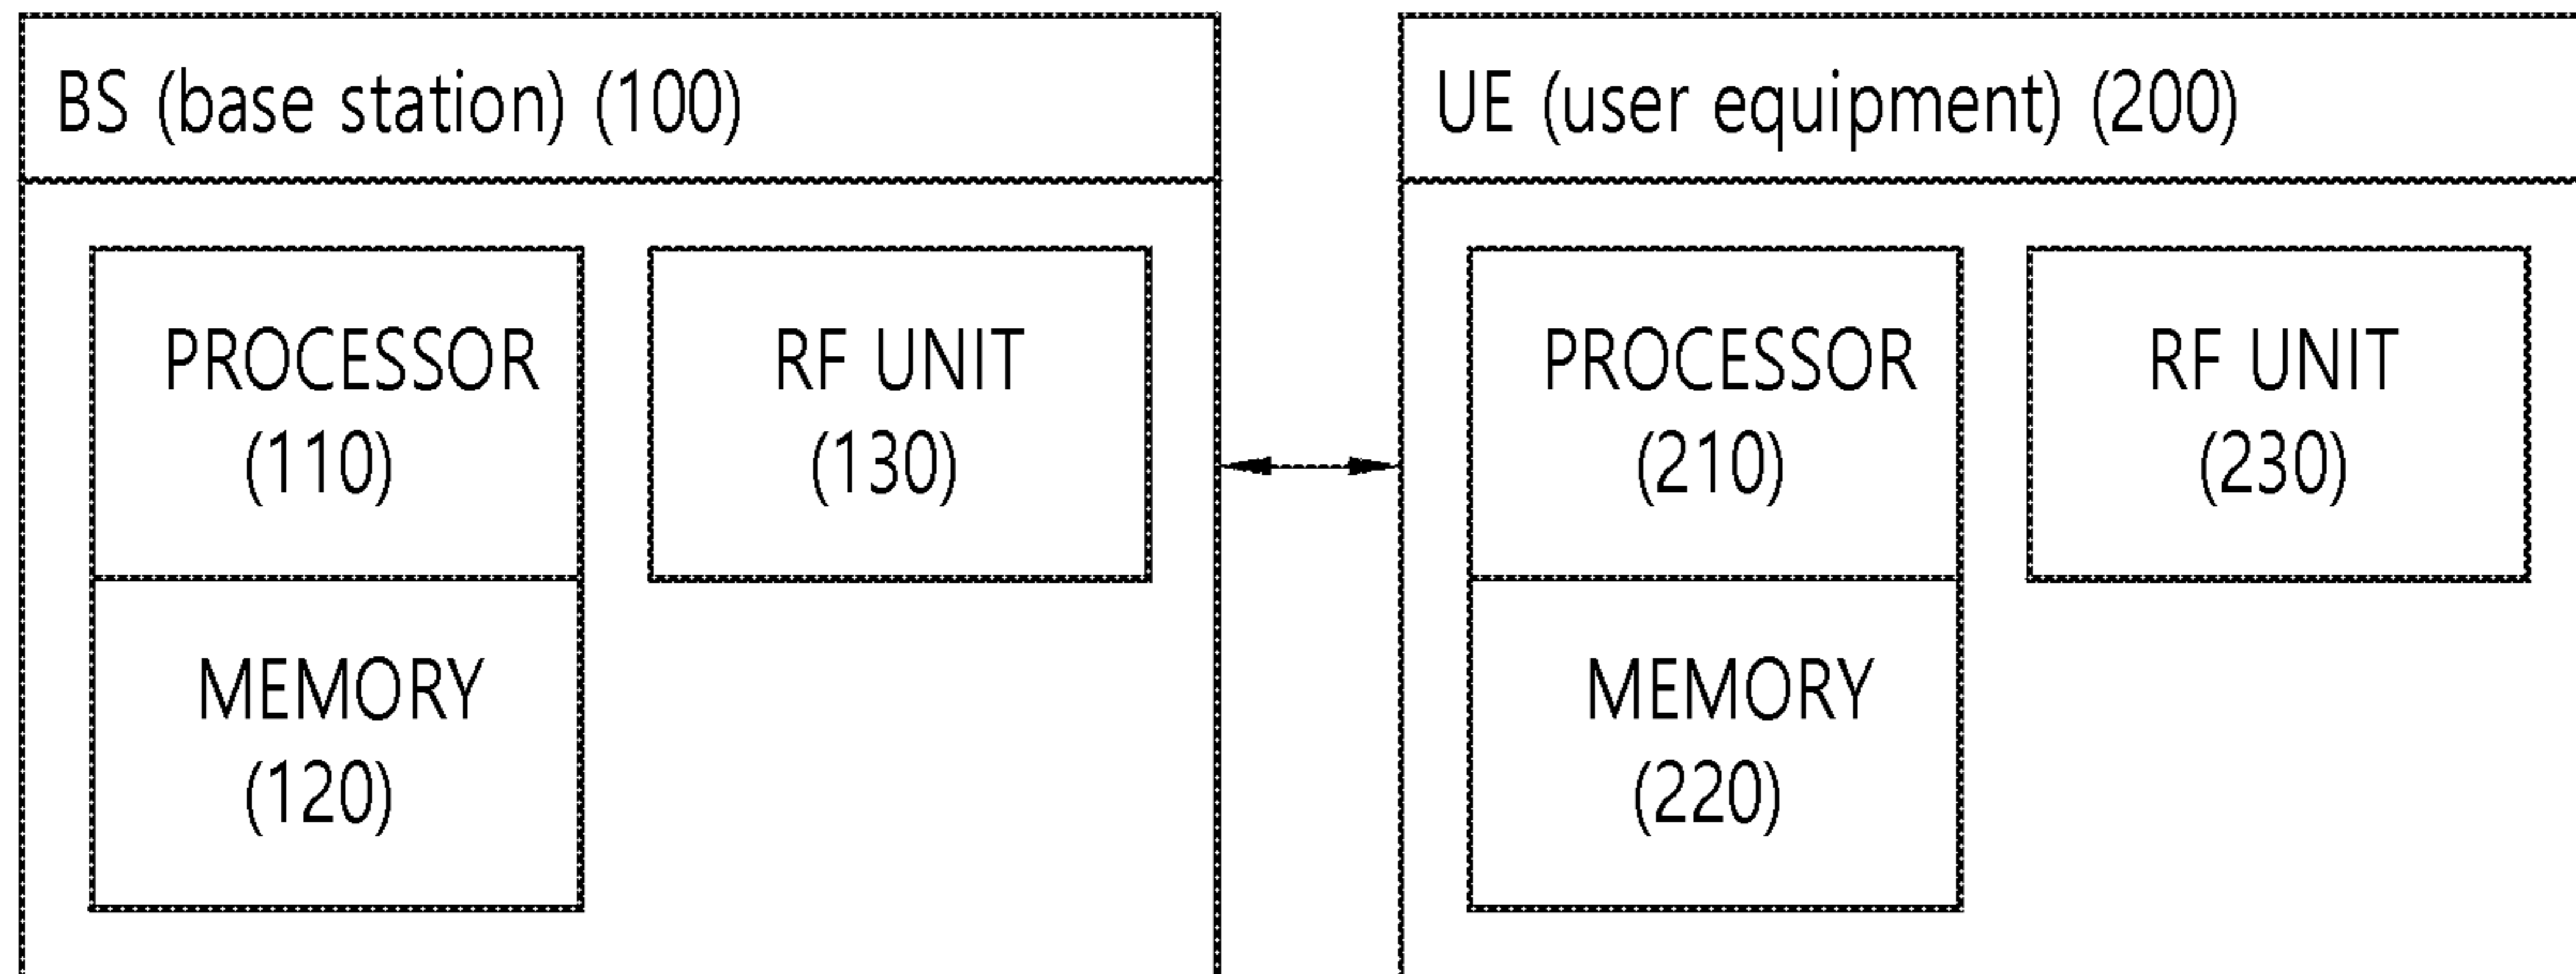 BS (base station) (100)
PROCESSOR
(110)
RF UNIT
(130)
MEMORY
(120)
UE (user equipment) (200)
PROCESSOR
(210)
RF UNIT
(230)
MEMORY
(220)